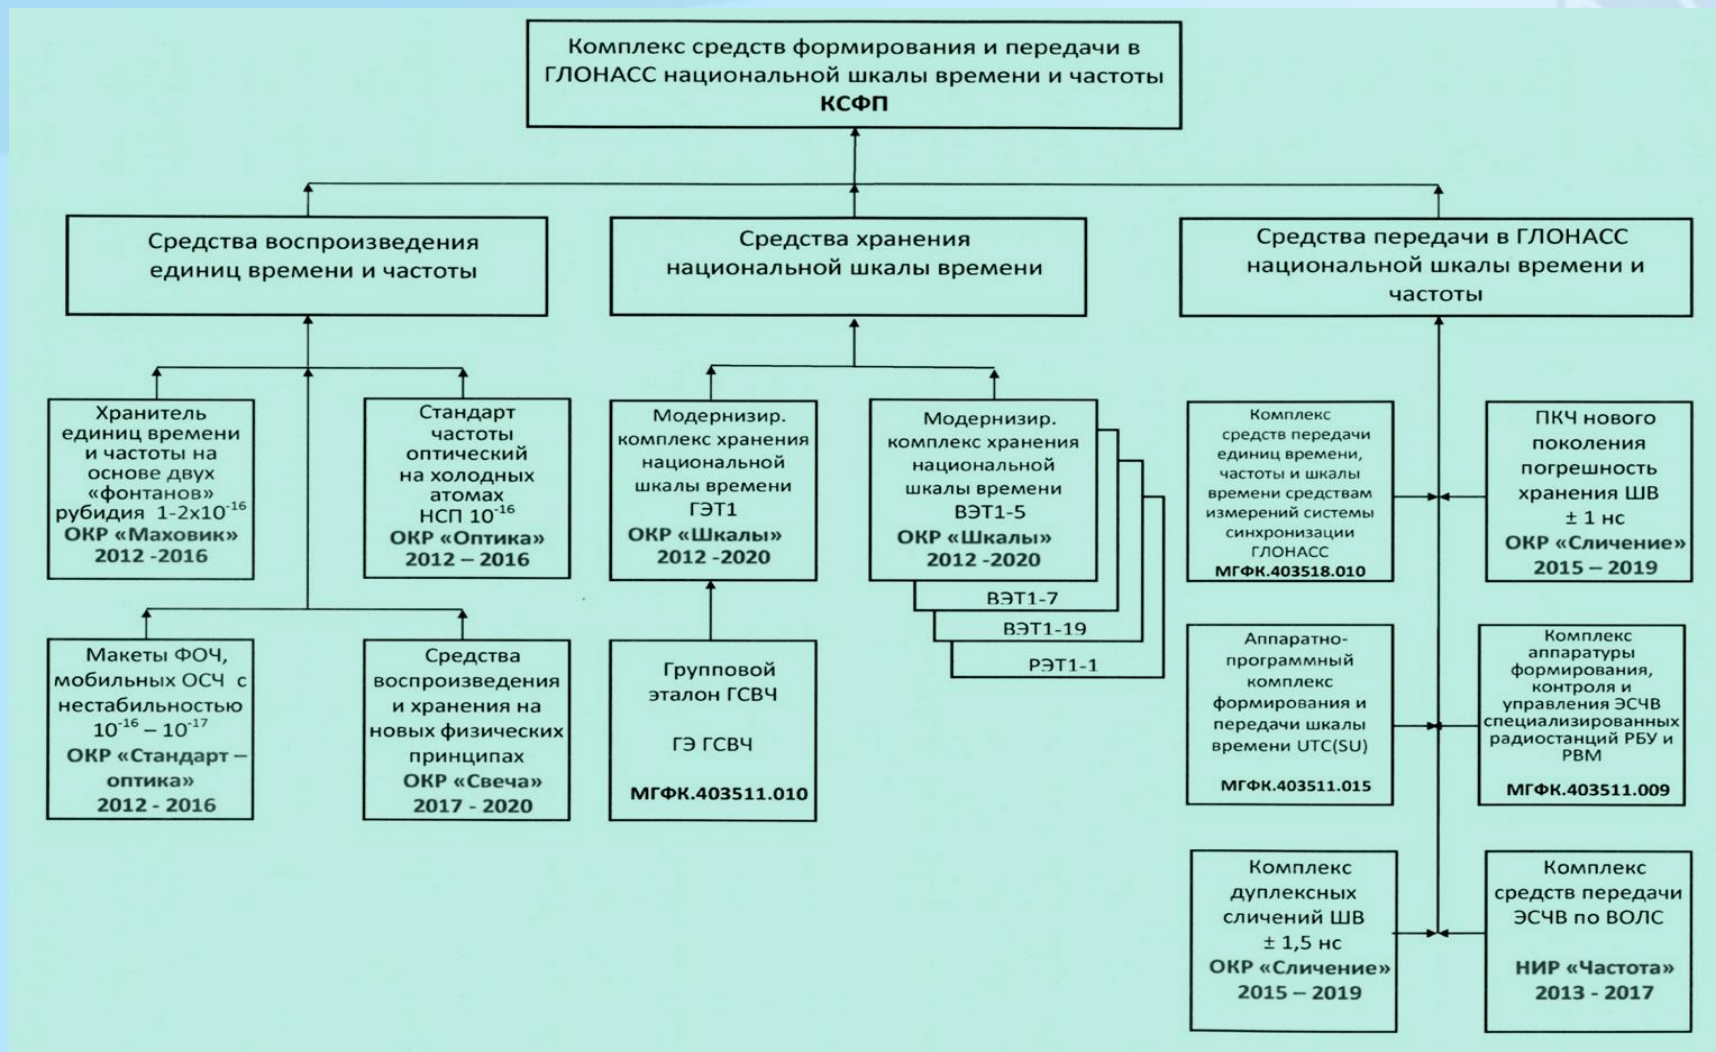 Комплекс средств формирования и передачи в
ГЛОНАСС национальной шкалы времени и частоты
КСФП
Средства воспроизведения
единиц времени и частоты
Средства хранения
национальной шкалы времени
Средства передачи в ГЛОНАСС
национальной шкалы времени и
частоты
Хранитель
единиц времени
и частоты на
основе двух
«фонтанов»
рубидия 1-2х10⁻¹⁶
ОКР «Маховик»
2012 -2016
Стандарт
частоты
оптический
на холодных
атомах
НСП 10⁻¹⁶
ОКР «Оптика»
2012 – 2016
Модернизир.
комплекс хранения
национальной
шкалы времени
ГЭТ1
ОКР «Шкалы»
2012 -2020
Модернизир.
комплекс хранения
национальной
шкалы времени
ВЭТ1-5
ОКР «Шкалы»
2012 -2020
ВЭТ1-7
ВЭТ1-19
РЭТ1-1
Комплекс
средств передачи
единиц времени,
частоты и шкалы
времени средствам
измерений системы
синхронизации
ГЛОНАСС
МГФК.403518.010
ПКЧ нового
поколения
погрешность
хранения ШВ
± 1 нс
ОКР «Сличение»
2015 – 2019
Макеты ФОЧ,
мобильных ОСЧ с
нестабильностью
10⁻¹⁶ – 10⁻¹⁷
ОКР «Стандарт –
оптика»
2012 - 2016
Средства
воспроизведения
и хранения на
новых физических
принципах
ОКР «Свеча»
2017 - 2020
Групповой
эталон ГСВЧ
ГЭ ГСВЧ
МГФК.403511.010
Аппаратно-
программный
комплекс
формирования и
передачи шкалы
времени UTC(SU)
МГФК.403511.015
Комплекс
аппаратуры
формирования,
контроля и
управления ЭСЧВ
специализированных
радиостанций РБУ и
РВМ
МГФК.403511.009
Комплекс
дуплексных
сличений ШВ
± 1,5 нс
ОКР «Сличение»
2015 – 2019
Комплекс
средств передачи
ЭСЧВ по ВОЛС
НИР «Частота»
2013 - 2017